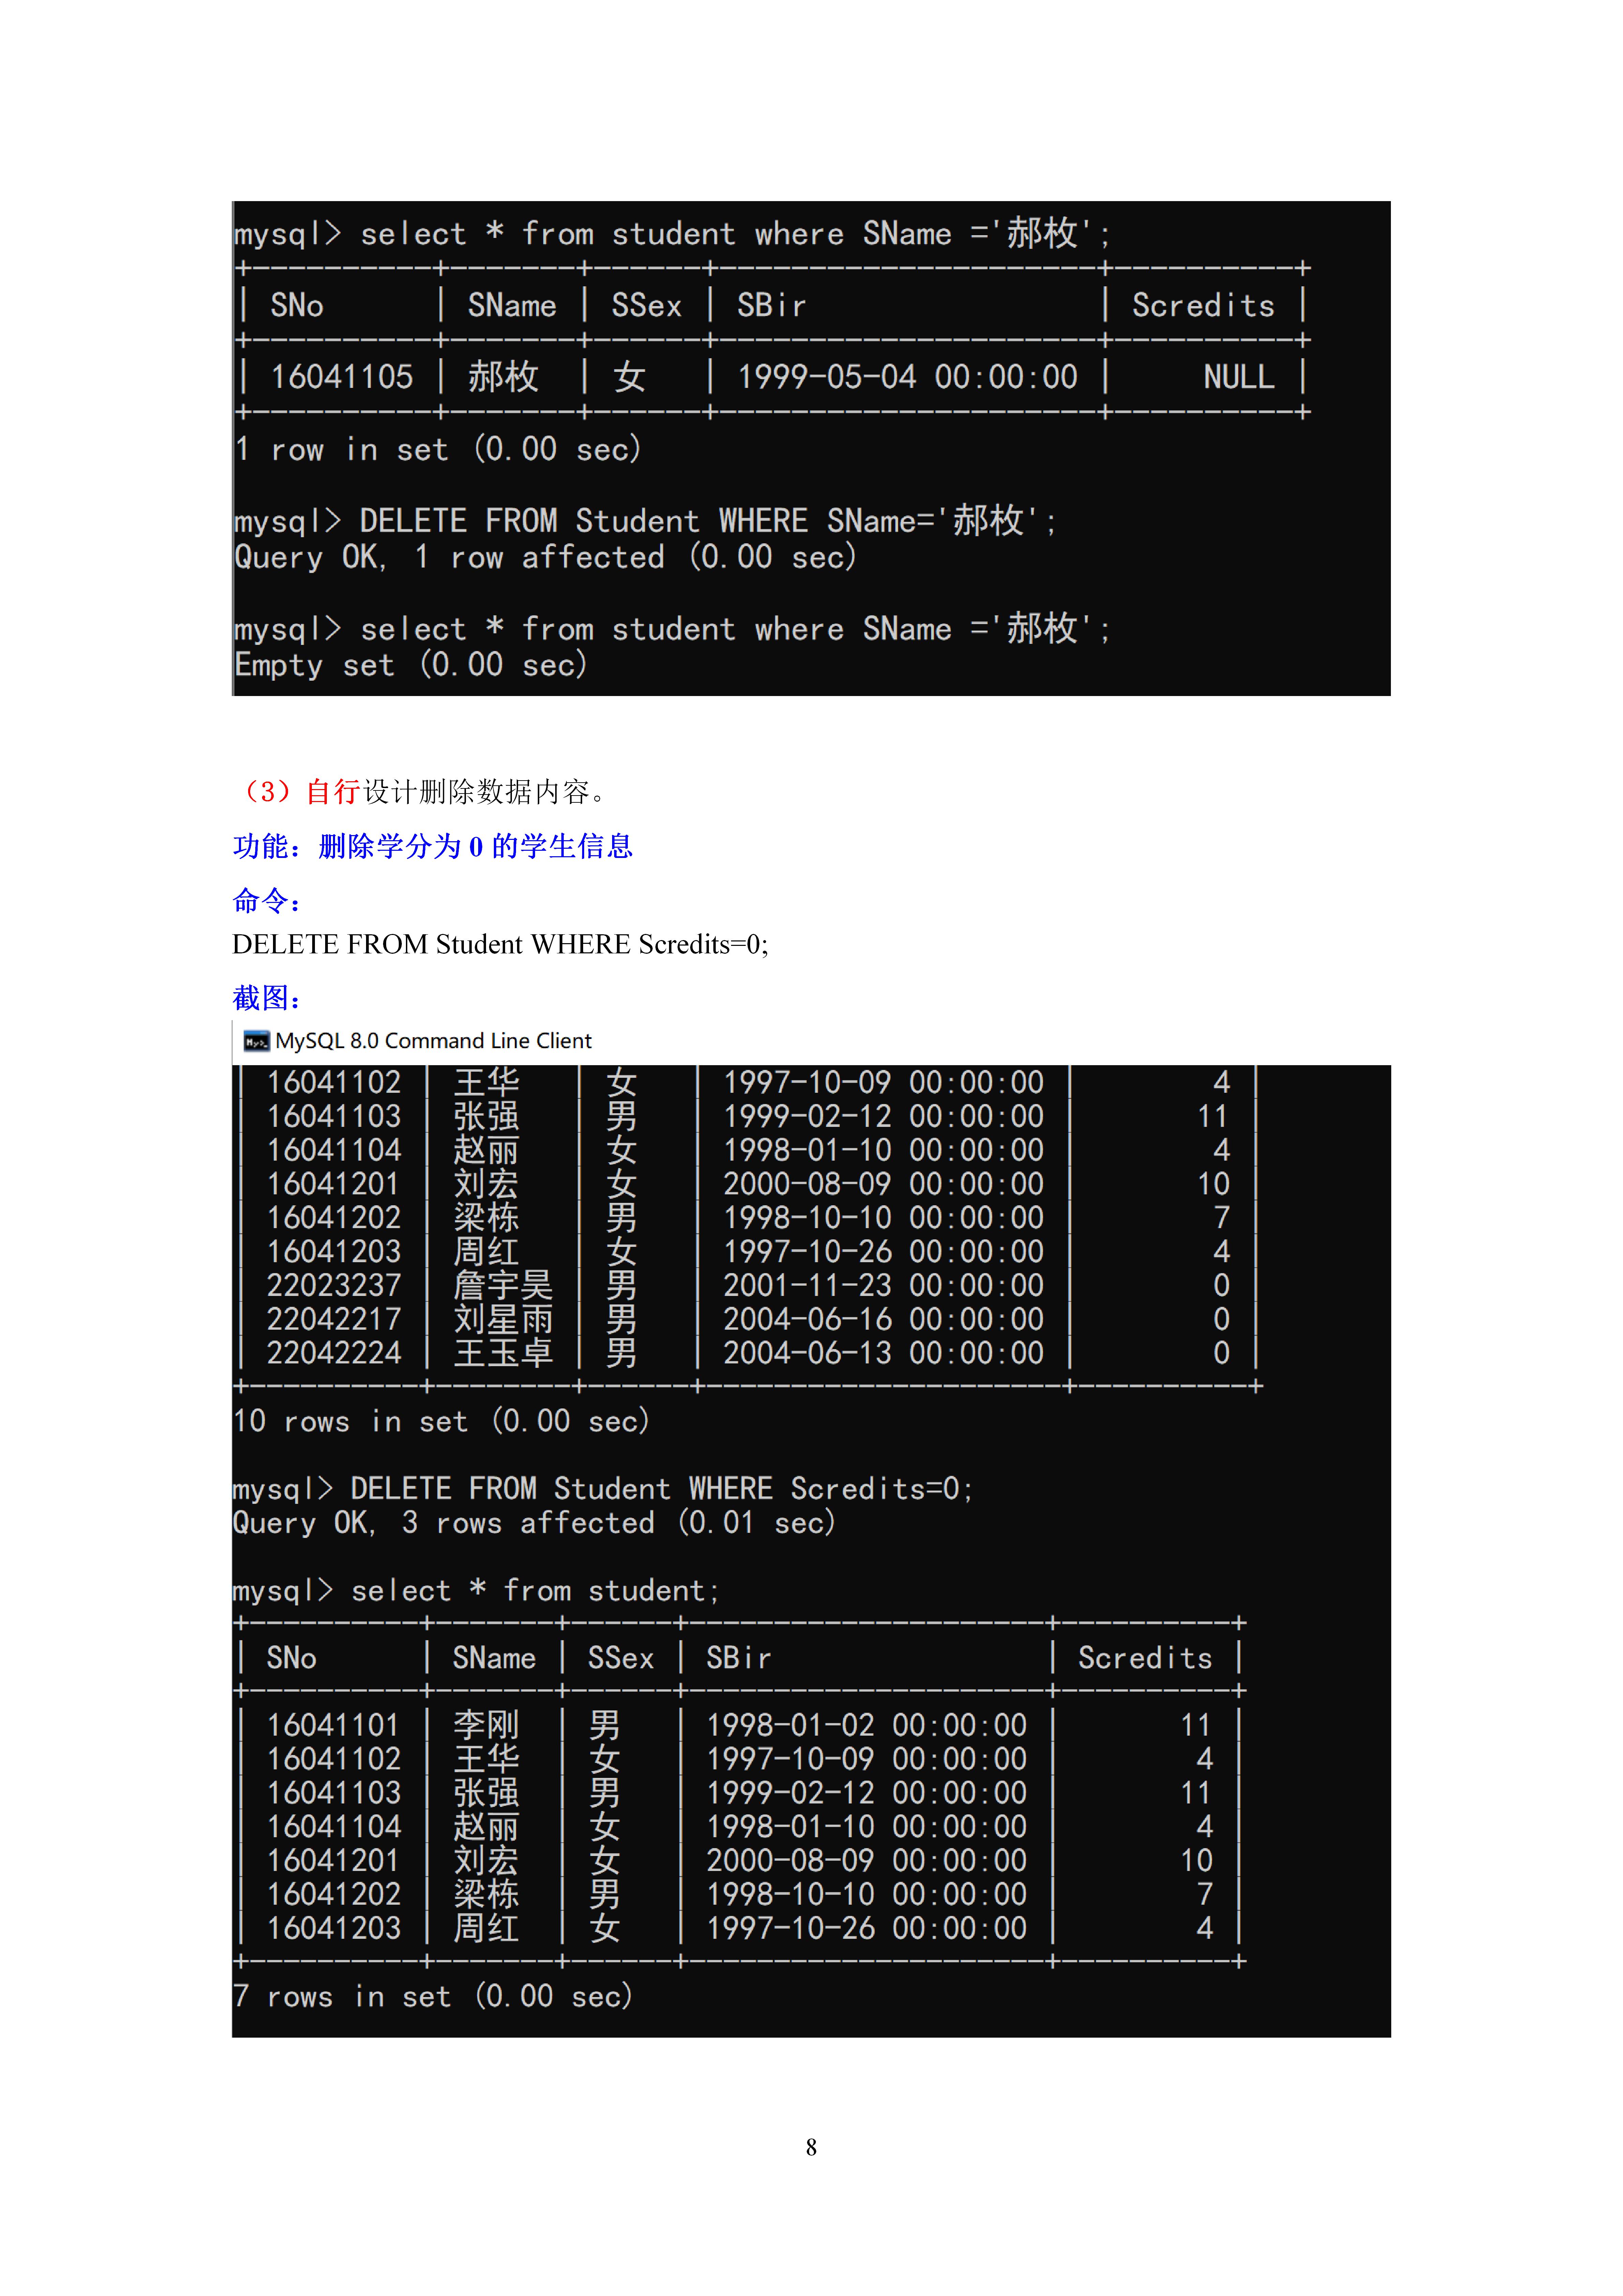 mysql> select * from student where SName ='郝枚';
+----------+-------+------+---------------------+----------+
| SNo      | SName | SSex | SBir                | Scredits |
+----------+-------+------+---------------------+----------+
| 16041105 | 郝枚  | 女   | 1999-05-04 00:00:00 |     NULL |
+----------+-------+------+---------------------+----------+
1 row in set (0.00 sec)
mysql> DELETE FROM Student WHERE SName='郝枚';
Query OK, 1 row affected (0.00 sec)
mysql> select * from student where SName ='郝枚';
Empty set (0.00 sec)
（3）自行设计删除数据内容。
功能：删除学分为 0 的学生信息
命令：
DELETE FROM Student WHERE Scredits=0;
截图：
MySQL 8.0 Command Line Client
| 16041102 | 王华   | 女   | 1997-10-09 00:00:00 |        4 |
| 16041103 | 张强   | 男   | 1999-02-12 00:00:00 |       11 |
| 16041104 | 赵丽   | 女   | 1998-01-10 00:00:00 |        4 |
| 16041201 | 刘宏   | 女   | 2000-08-09 00:00:00 |       10 |
| 16041202 | 梁栋   | 男   | 1998-10-10 00:00:00 |        7 |
| 16041203 | 周红   | 女   | 1997-10-26 00:00:00 |        4 |
| 22023237 | 詹宇昊 | 男   | 2001-11-23 00:00:00 |        0 |
| 22042217 | 刘星雨 | 男   | 2004-06-16 00:00:00 |        0 |
| 22042224 | 王玉卓 | 男   | 2004-06-13 00:00:00 |        0 |
+----------+--------+------+---------------------+----------+
10 rows in set (0.00 sec)
mysql> DELETE FROM Student WHERE Scredits=0;
Query OK, 3 rows affected (0.01 sec)
mysql> select * from student;
+----------+-------+------+---------------------+----------+
| SNo      | SName | SSex | SBir                | Scredits |
+----------+-------+------+---------------------+----------+
| 16041101 | 李刚  | 男   | 1998-01-02 00:00:00 |       11 |
| 16041102 | 王华  | 女   | 1997-10-09 00:00:00 |        4 |
| 16041103 | 张强  | 男   | 1999-02-12 00:00:00 |       11 |
| 16041104 | 赵丽  | 女   | 1998-01-10 00:00:00 |        4 |
| 16041201 | 刘宏  | 女   | 2000-08-09 00:00:00 |       10 |
| 16041202 | 梁栋  | 男   | 1998-10-10 00:00:00 |        7 |
| 16041203 | 周红  | 女   | 1997-10-26 00:00:00 |        4 |
+----------+-------+------+---------------------+----------+
7 rows in set (0.00 sec)
8